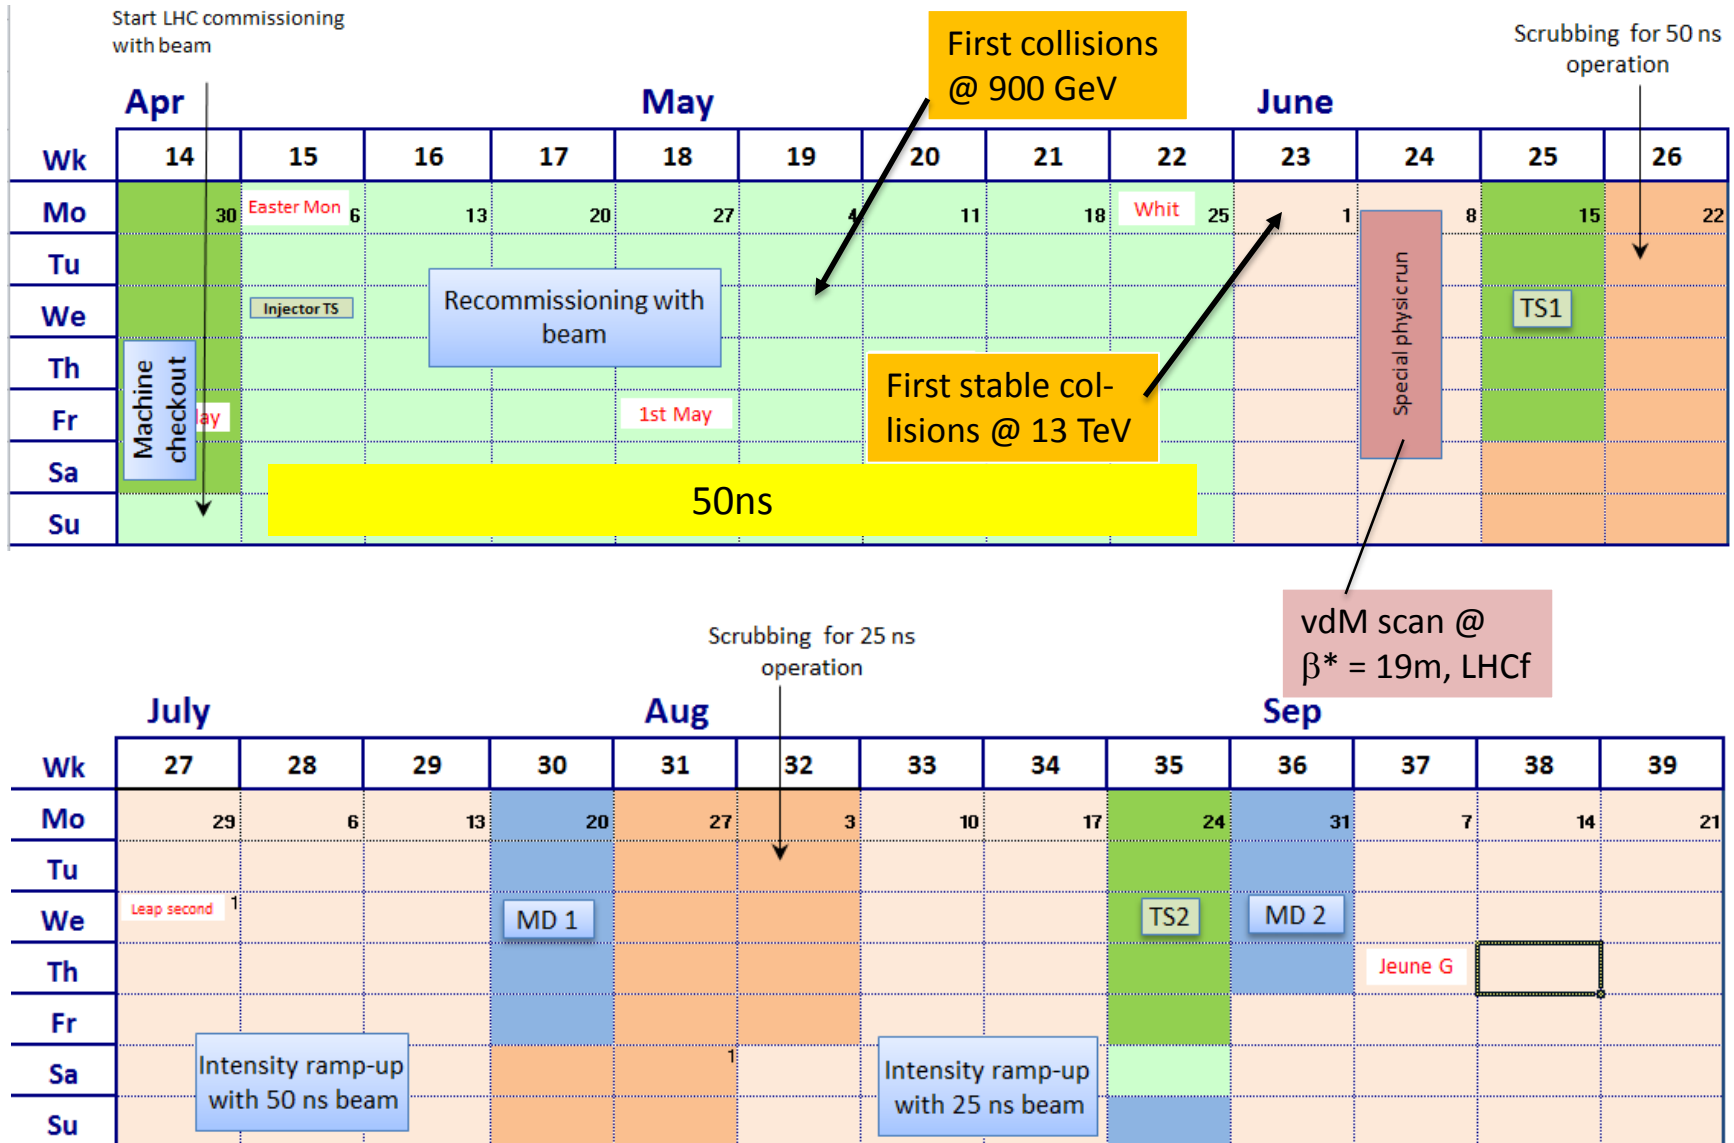 Start LHC commissioning
with beam
First collisions
@ 900 GeV
Scrubbing for 50 ns
operation
Apr May June
Wk 14 15 16 17 18 19 20 21 22 23 24 25 26
Mo 30 Easter Mon 6 13 20 27 4 11 18 Whit 25 1 8 15 22
Tu
We Injector TS TS1
Recommissioning with
beam
Th
Fr 1st May
Sa
Su
Machine
checkout
ay
First stable col-
lisions @ 13 TeV
Special physic run
50ns
vdM scan @
β* = 19m, LHCf
Scrubbing for 25 ns
operation
July Aug Sep
Wk 27 28 29 30 31 32 33 34 35 36 37 38 39
Mo 29 6 13 20 27 3 10 17 24 31 7 14 21
Tu
We Leap second 1 MD 1 TS2 MD 2
Th Jeune G
Fr
Sa 1
Su
Intensity ramp-up
with 50 ns beam
Intensity ramp-up
with 25 ns beam